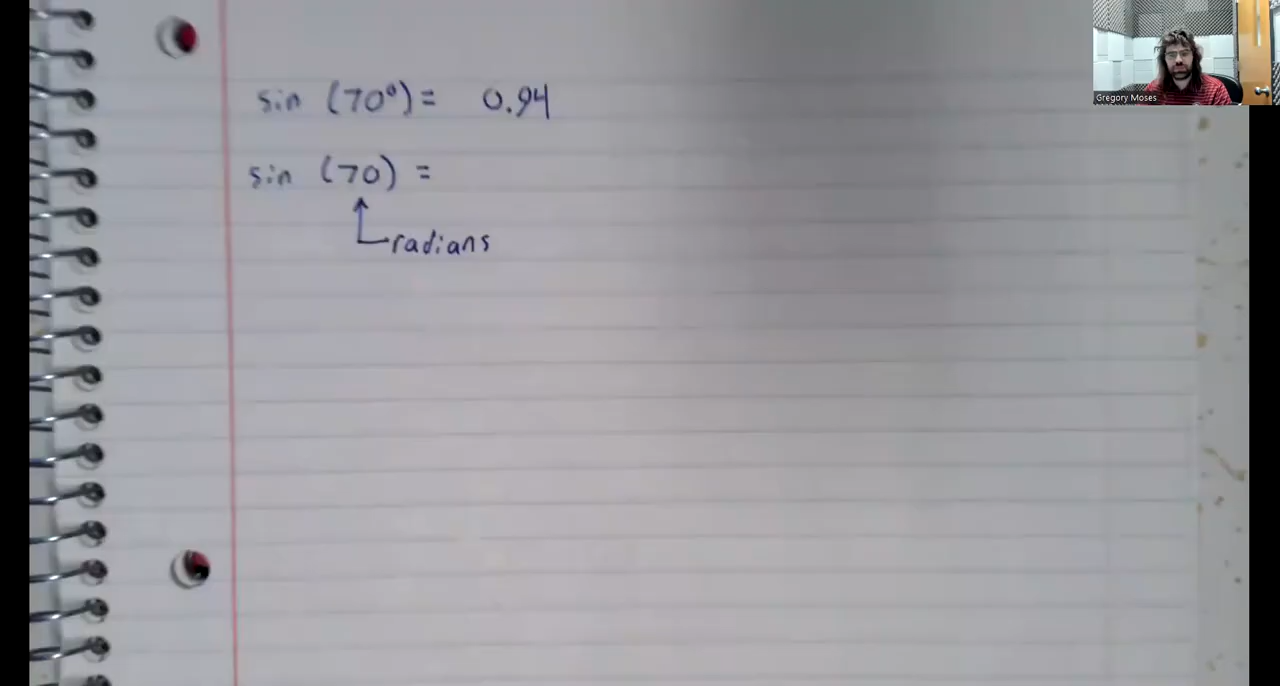 Gregory Moses
sin (70°) = 0.94
sin (70) =
radians